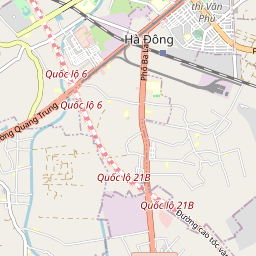 thị Văn
Phú
Hà Đông
Phố Ba La
Quốc lộ 6
Quốc lộ 6
Quang Trung
Quốc lộ 21B
Quốc lộ 21B
Đường cao tốc